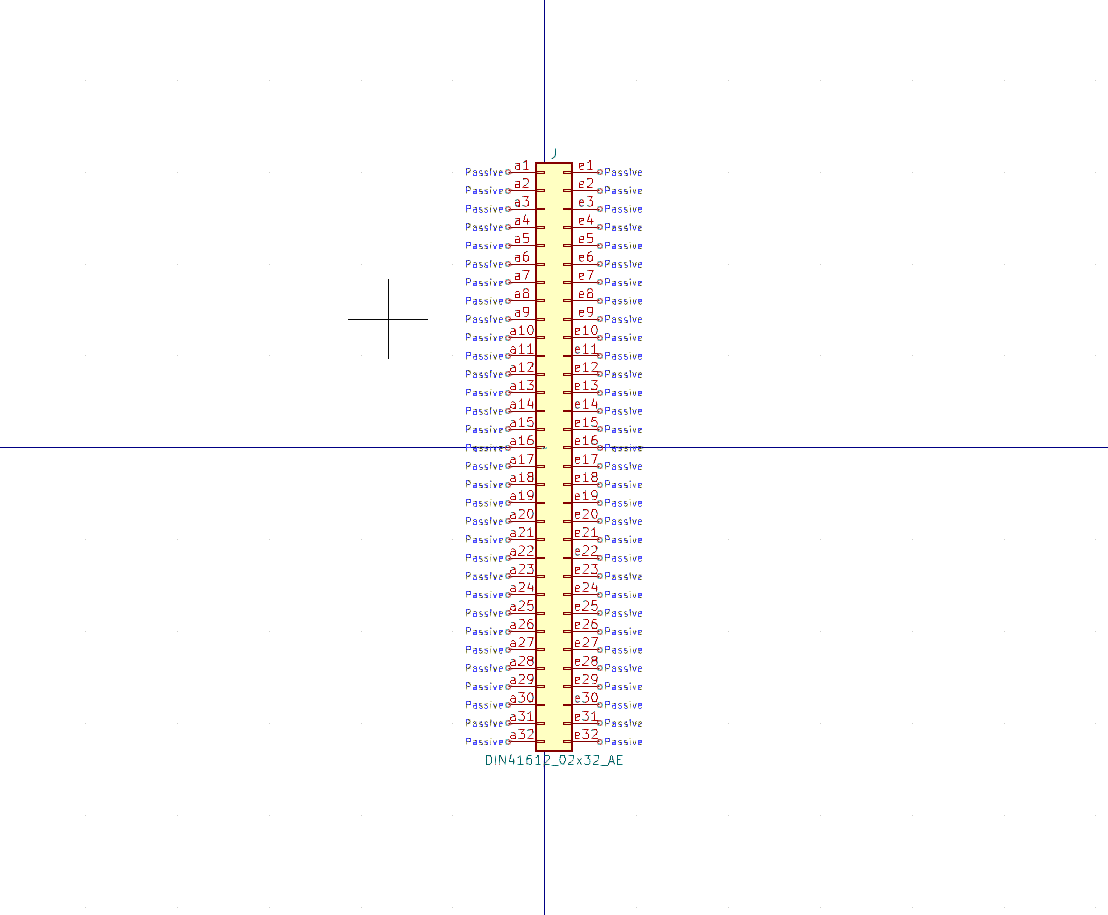 J
Passive a1 e1 Passive
Passive a2 e2 Passive
Passive a3 e3 Passive
Passive a4 e4 Passive
Passive a5 e5 Passive
Passive a6 e6 Passive
Passive a7 e7 Passive
Passive a8 e8 Passive
Passive a9 e9 Passive
Passive a10 e10 Passive
Passive a11 e11 Passive
Passive a12 e12 Passive
Passive a13 e13 Passive
Passive a14 e14 Passive
Passive a15 e15 Passive
Passive a16 e16 Passive
Passive a17 e17 Passive
Passive a18 e18 Passive
Passive a19 e19 Passive
Passive a20 e20 Passive
Passive a21 e21 Passive
Passive a22 e22 Passive
Passive a23 e23 Passive
Passive a24 e24 Passive
Passive a25 e25 Passive
Passive a26 e26 Passive
Passive a27 e27 Passive
Passive a28 e28 Passive
Passive a29 e29 Passive
Passive a30 e30 Passive
Passive a31 e31 Passive
Passive a32 e32 Passive
DIN41612_02x32_AE